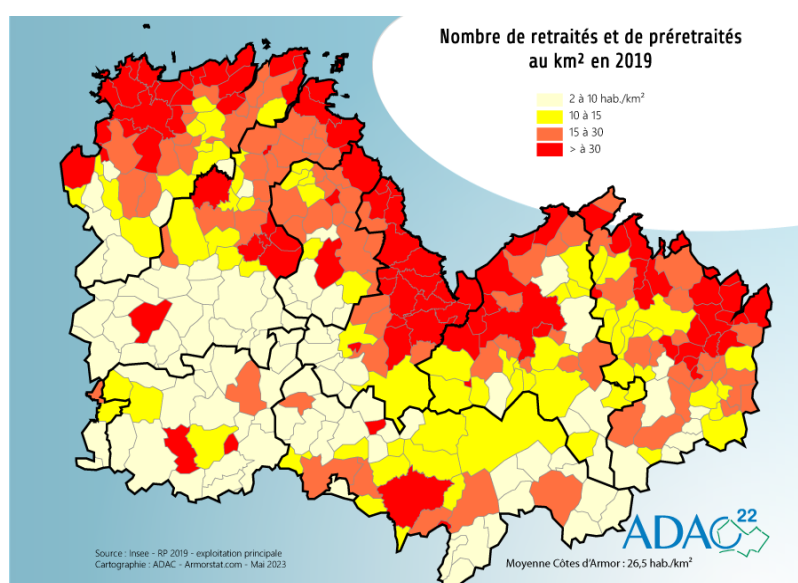 Nombre de retraités et de préretraités
au km² en 2019
2 à 10 hab./km²
10 à 15
15 à 30
> à 30
Source : Insee - RP 2019 - exploitation principale
Cartographie : ADAC - Armorstat.com - Mai 2023
ADAC 22
Moyenne Côtes d'Armor : 26,5 hab./km²